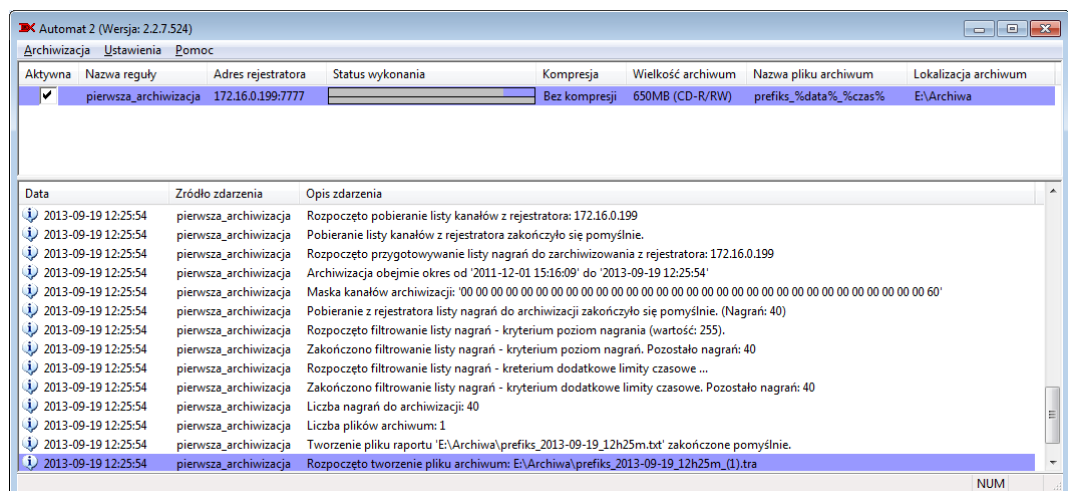 Automat 2 (Wersja: 2.2.7.524)
Archiwizacja Ustawienia Pomoc
Aktywna Nazwa reguły Adres rejestratora Status wykonania Kompresja Wielkość archiwum Nazwa pliku archiwum Lokalizacja archiwum
pierwsza_archiwizacja 172.16.0.199:7777 Bez kompresji 650MB (CD-R/RW) prefiks_%data%_%czas% E:\Archiwa
Data Zródło zdarzenia Opis zdarzenia
2013-09-19 12:25:54 pierwsza_archiwizacja Rozpoczęto pobieranie listy kanałów z rejestratora: 172.16.0.199
2013-09-19 12:25:54 pierwsza_archiwizacja Pobieranie listy kanałów z rejestratora zakończyło się pomyślnie.
2013-09-19 12:25:54 pierwsza_archiwizacja Rozpoczęto przygotowywanie listy nagrań do zarchiwizowania z rejestratora: 172.16.0.199
2013-09-19 12:25:54 pierwsza_archiwizacja Archiwizacja obejmie okres od '2011-12-01 15:16:09' do '2013-09-19 12:25:54'
2013-09-19 12:25:54 pierwsza_archiwizacja Maska kanałów archiwizacji: '00 00 00 00 00 00 00 00 00 00 00 00 00 00 00 00 00 00 00 00 00 00 00 00 00 00 00 00 00 00 00 60'
2013-09-19 12:25:54 pierwsza_archiwizacja Pobieranie z rejestratora listy nagrań do archiwizacji zakończyło się pomyślnie. (Nagrań: 40)
2013-09-19 12:25:54 pierwsza_archiwizacja Rozpoczęto filtrowanie listy nagrań - kryterium poziom nagrania (wartość: 255).
2013-09-19 12:25:54 pierwsza_archiwizacja Zakończono filtrowanie listy nagrań - kryterium poziom nagrań. Pozostało nagrań: 40
2013-09-19 12:25:54 pierwsza_archiwizacja Rozpoczęto filtrowanie listy nagrań - kreterium dodatkowe limity czasowe ...
2013-09-19 12:25:54 pierwsza_archiwizacja Zakończono filtrowanie listy nagrań - kryterium dodatkowe limity czasowe. Pozostało nagrań: 40
2013-09-19 12:25:54 pierwsza_archiwizacja Liczba nagrań do archiwizacji: 40
2013-09-19 12:25:54 pierwsza_archiwizacja Liczba plików archiwum: 1
2013-09-19 12:25:54 pierwsza_archiwizacja Tworzenie pliku raportu 'E:\Archiwa\prefiks_2013-09-19_12h25m.txt' zakończone pomyślnie.
2013-09-19 12:25:54 pierwsza_archiwizacja Rozpoczęto tworzenie pliku archiwum: E:\Archiwa\prefiks_2013-09-19_12h25m_(1).tra
NUM